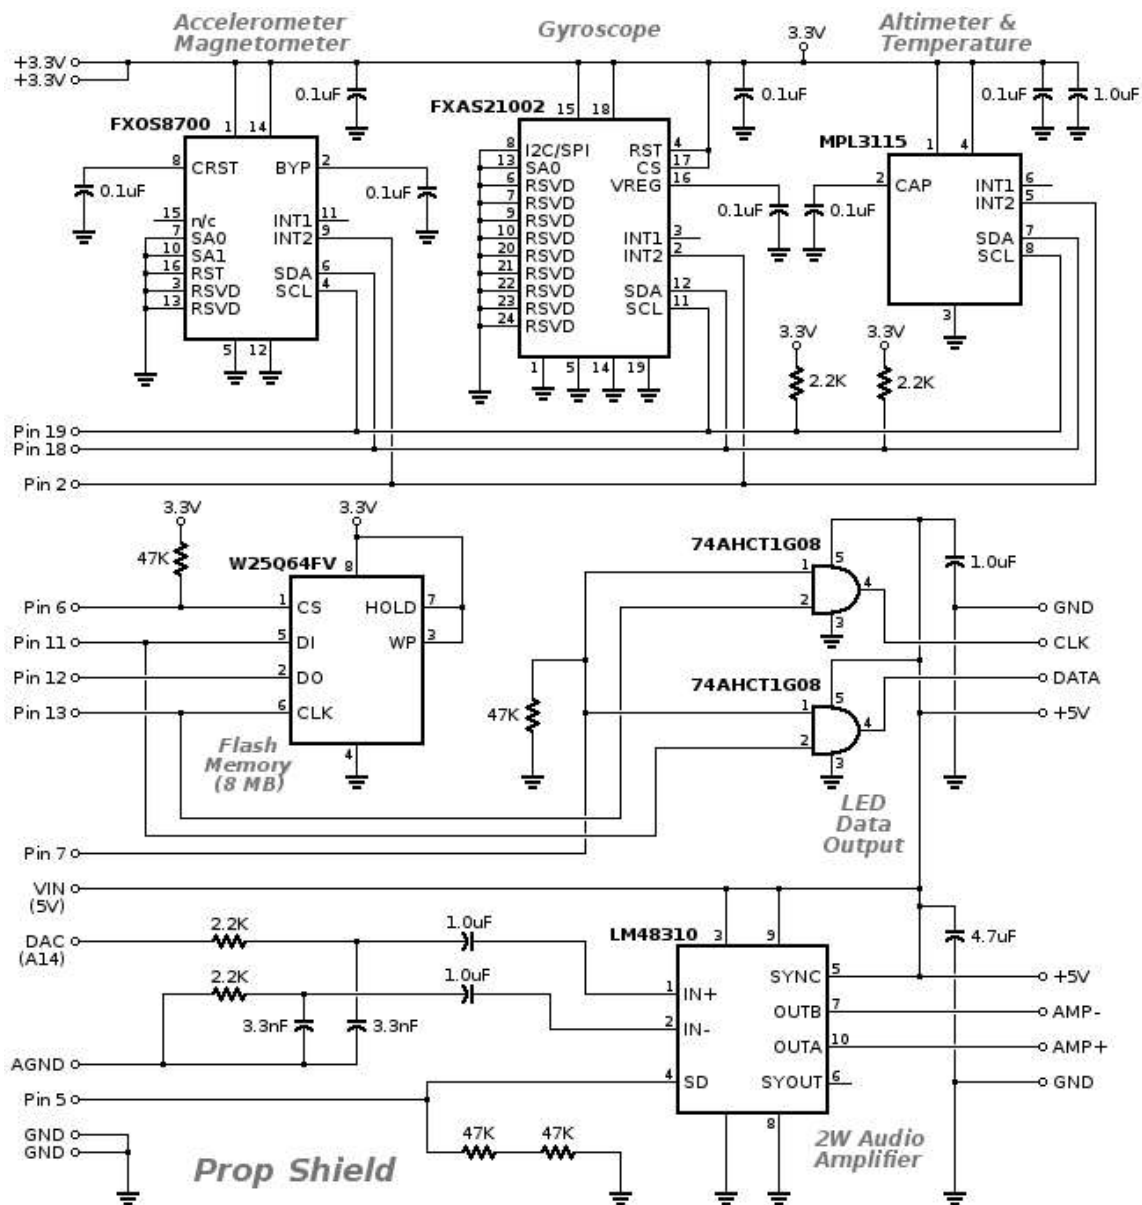 Accelerometer
Magnetometer
Gyroscope
Altimeter &
Temperature
3.3V
+3.3V
+3.3V
0.1uF
0.1uF
0.1uF
1.0uF
FXOS8700
1
14
8
CRST
BYP
2
0.1uF
0.1uF
15
n/c
INT1
11
7
SA0
INT2
9
10
SA1
16
RST
SDA
6
3
RSVD
SCL
4
13
RSVD
5
12
FXAS21002
15
18
8
I2C/SPI
RST
4
13
SA0
CS
17
6
RSVD
VREG
16
7
RSVD
0.1uF
9
RSVD
10
RSVD
INT1
3
20
RSVD
INT2
2
21
RSVD
22
RSVD
SDA
12
23
RSVD
SCL
11
24
RSVD
1
5
14
19
MPL3115
1
4
2
CAP
INT1
6
INT2
5
0.1uF
SDA
7
SCL
8
3
3.3V
3.3V
2.2K
2.2K
Pin 19
Pin 18
Pin 2
3.3V
3.3V
47K
W25Q64FV
8
Pin 6
1
CS
HOLD
7
Pin 11
5
DI
WP
3
Pin 12
2
DO
Pin 13
6
CLK
4
Flash
Memory
(8 MB)
74AHCT1G08
5
1
4
2
3
1.0uF
GND
CLK
74AHCT1G08
DATA
47K
5
1
4
2
3
+5V
LED
Data
Output
Pin 7
VIN
(5V)
DAC
(A14)
2.2K
1.0uF
2.2K
1.0uF
3.3nF
3.3nF
AGND
LM48310
3
9
4.7uF
SYNC
5
+5V
1
IN+
OUTB
7
AMP-
2
IN-
OUTA
10
AMP+
4
SD
SYOUT
6
GND
8
Pin 5
47K
47K
GND
GND
Prop Shield
2W Audio
Amplifier